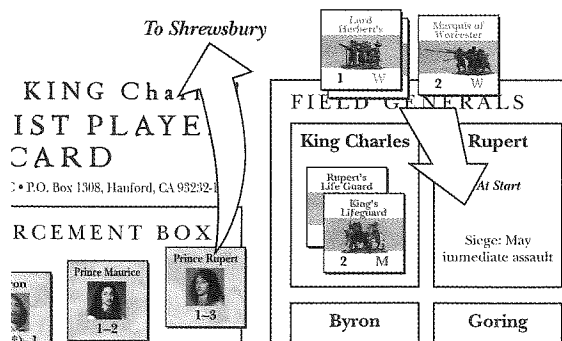 To Shrewsbury
Lord
Herbert's
1 W
Marquis of
Worcester
2 W
KING
IST PLAYE
CARD
• P.O. Box 1308, Hanford, CA 93232-
RCEMENT BOX
Prince Maurice
1–2
Prince Rupert
1–3
FIELD GENERALS
King Charles
Rupert's
Life Guard
King's
Lifeguard
2 M
Rupert
At Start
Siege: May
immediate assault
Byron
Goring